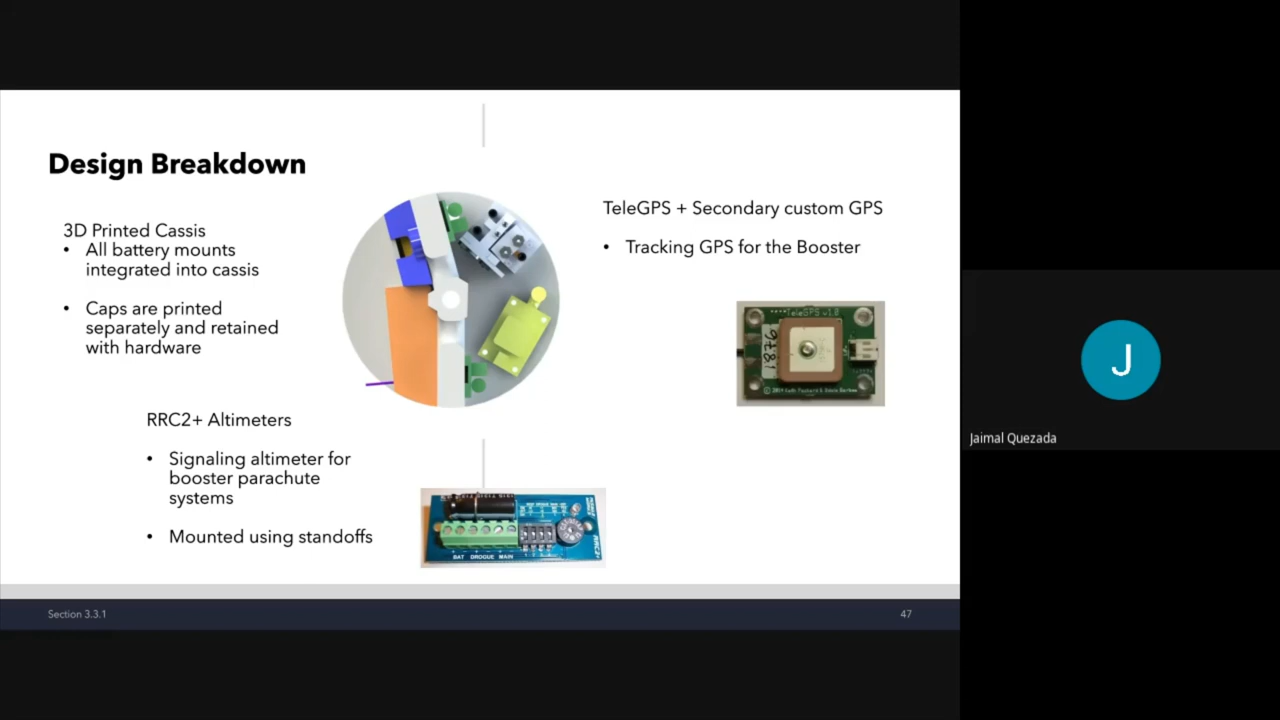 Design Breakdown
3D Printed Cassis
• All battery mounts
integrated into cassis
• Caps are printed
separately and retained
with hardware
RRC2+ Altimeters
• Signaling altimeter for
booster parachute
systems
• Mounted using standoffs
TeleGPS + Secondary custom GPS
• Tracking GPS for the Booster
BAT DROGUE MAIN
Section 3.3.1
47
J
Jaimal Quezada